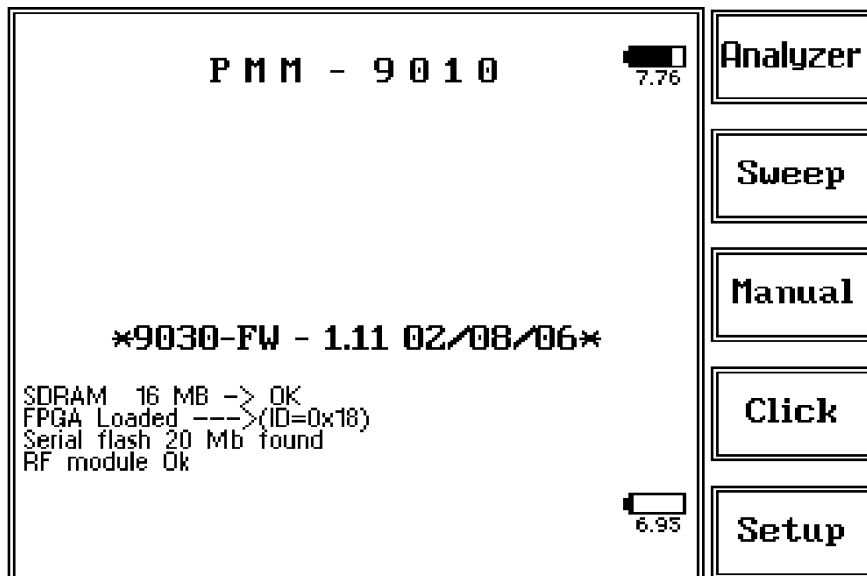 PMM - 9010
7.76
*9030-FW - 1.11 02/08/06*
SDRAM 16 MB -> OK
FPGA Loaded --->(ID=0x18)
Serial flash 20 Mb found
RF module Ok
6.95
Analyzer
Sweep
Manual
Click
Setup